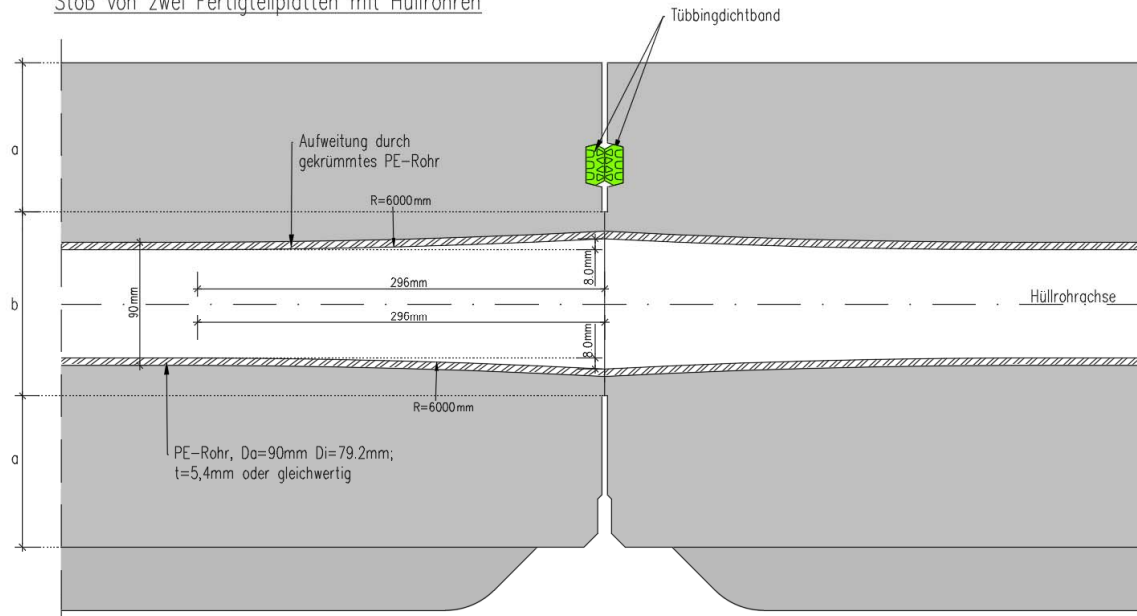 Stoß von zwei Fertigteilplatten mit Hüllrohren
Tübbingdichtband
a
Aufweitung durch
gekrümmtes PE-Rohr
R=6000mm
8.0mm
296mm
b
90mm
Hüllrohrachse
296mm
8.0mm
R=6000mm
a
PE-Rohr, Da=90mm Di=79.2mm;
t=5,4mm oder gleichwertig